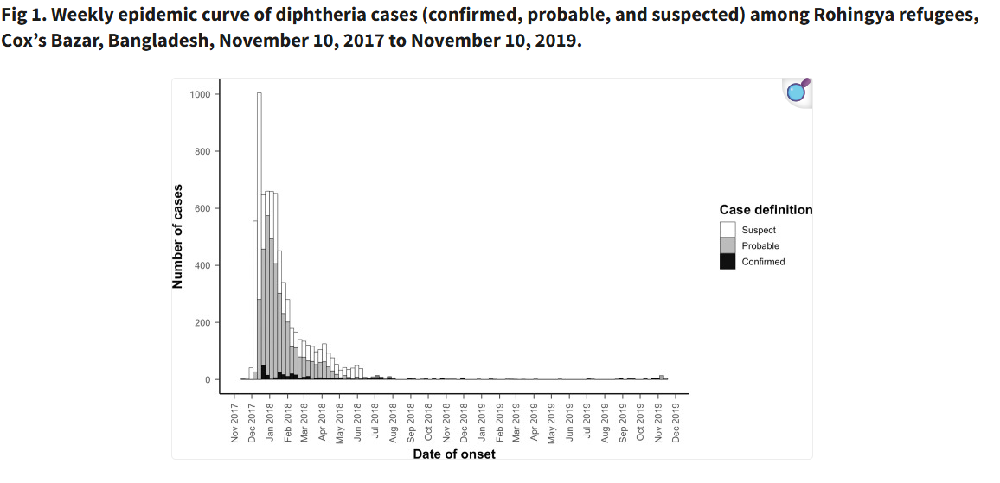 Fig 1. Weekly epidemic curve of diphtheria cases (confirmed, probable, and suspected) among Rohingya refugees,
Cox’s Bazar, Bangladesh, November 10, 2017 to November 10, 2019.
Number of cases
1000
800
600
400
200
0
Case definition
Suspect
Probable
Confirmed
Nov 2017
Dec 2017
Jan 2018
Feb 2018
Mar 2018
Apr 2018
May 2018
Jun 2018
Jul 2018
Aug 2018
Sep 2018
Oct 2018
Nov 2018
Dec 2018
Jan 2019
Feb 2019
Mar 2019
Apr 2019
May 2019
Jun 2019
Jul 2019
Aug 2019
Sep 2019
Oct 2019
Nov 2019
Dec 2019
Date of onset